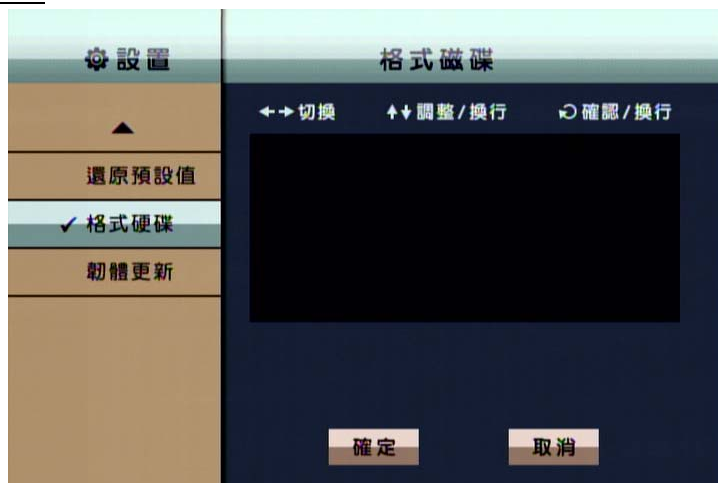 設置
格式磁碟
←→切換 ↑↓調整/換行 確認/換行
還原預設值
✓ 格式硬碟
韌體更新
確定 取消